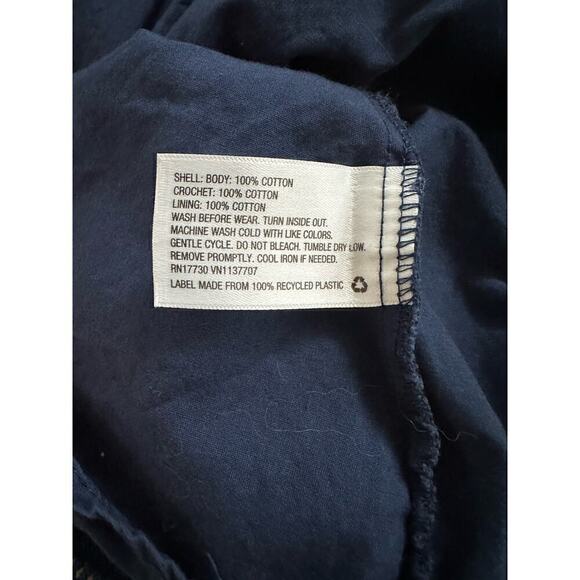 SHELL: BODY: 100% COTTON
CROCHET: 100% COTTON
LINING: 100% COTTON
WASH BEFORE WEAR. TURN INSIDE OUT.
MACHINE WASH COLD WITH LIKE COLORS.
GENTLE CYCLE. DO NOT BLEACH. TUMBLE DRY LOW.
REMOVE PROMPTLY. COOL IRON IF NEEDED.
RN17730 VN1137707
LABEL MADE FROM 100% RECYCLED PLASTIC